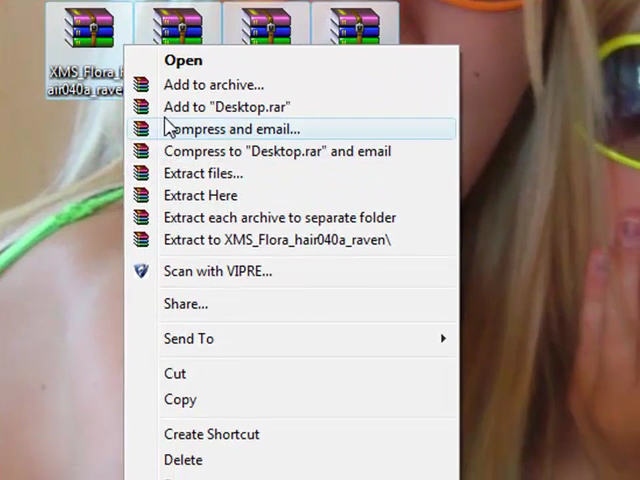 XMS_Flora_h
air040a_rave
Open
Add to archive...
Add to "Desktop.rar"
Compress and email...
Compress to "Desktop.rar" and email
Extract files...
Extract Here
Extract each archive to separate folder
Extract to XMS_Flora_hair040a_raven\
Scan with VIPRE...
Share...
Send To
Cut
Copy
Create Shortcut
Delete